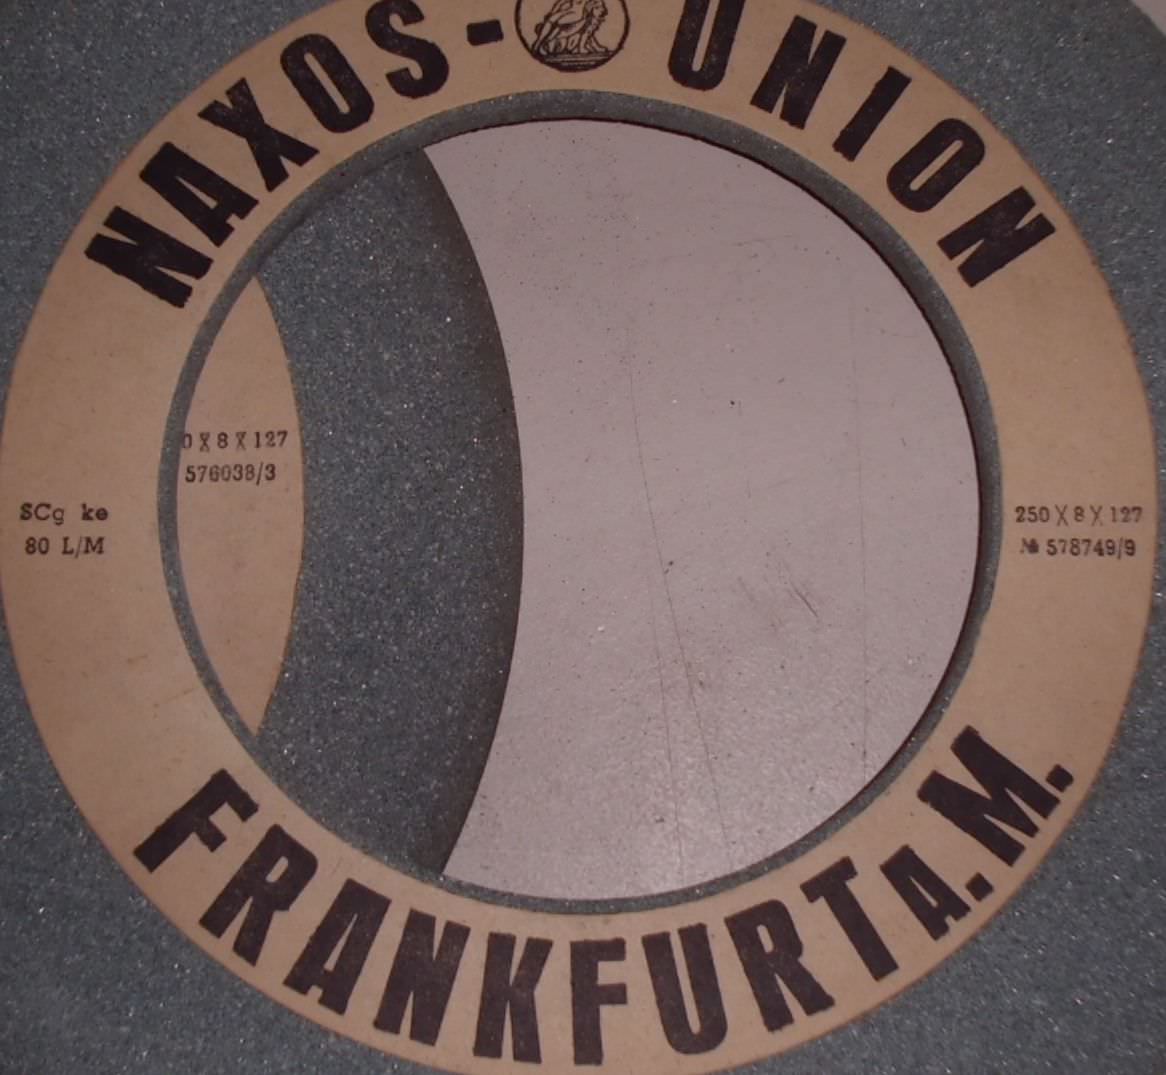 NAXOS-UNION
SCg ke
80 L/M
0 X 8 X 127
576038/3
250 X 8 X 127
№ 578749/9
FRANKFURT A. M.